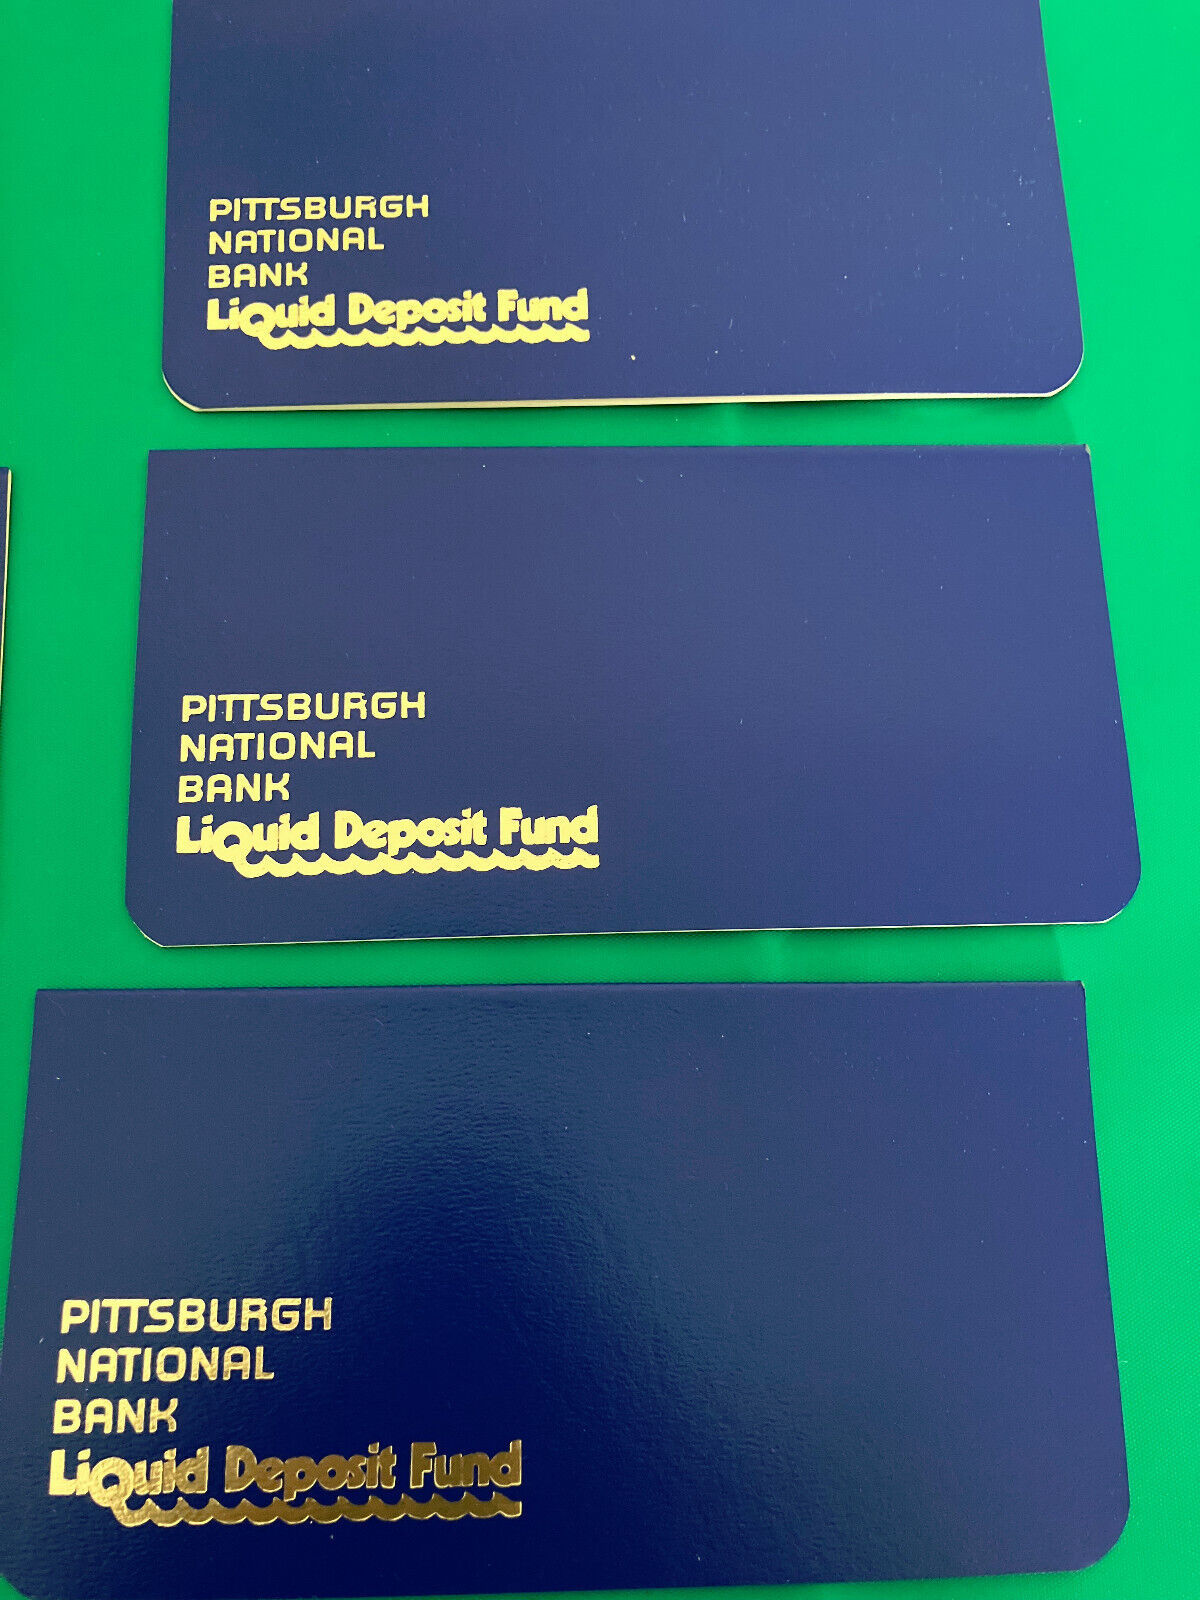 PITTSBURGH
NATIONAL
BANK
LiQuid Deposit Fund
PITTSBURGH
NATIONAL
BANK
LiQuid Deposit Fund
PITTSBURGH
NATIONAL
BANK
LiQuid Deposit Fund